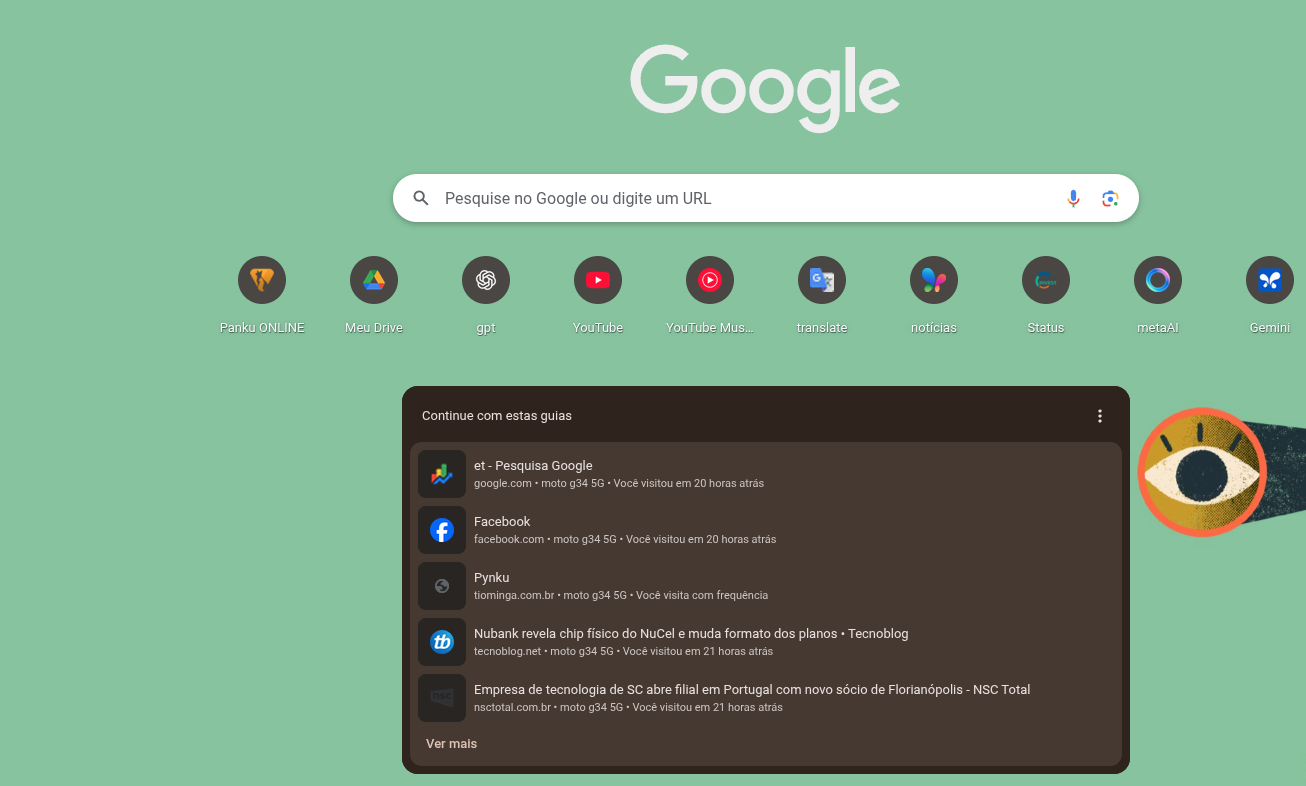 Google
Pesquise no Google ou digite um URL
Panku ONLINE
Meu Drive
gpt
YouTube
YouTube Mus...
translate
notícias
Status
metaAI
Gemini
Continue com estas guias
et - Pesquisa Google
google.com • moto g34 5G • Você visitou em 20 horas atrás
Facebook
facebook.com • moto g34 5G • Você visitou em 20 horas atrás
Pynku
tiominga.com.br • moto g34 5G • Você visita com frequência
tb
Nubank revela chip físico do NuCel e muda formato dos planos • Tecnoblog
tecnoblog.net • moto g34 5G • Você visitou em 21 horas atrás
nsc
Empresa de tecnologia de SC abre filial em Portugal com novo sócio de Florianópolis - NSC Total
nsctotal.com.br • moto g34 5G • Você visitou em 21 horas atrás
Ver mais